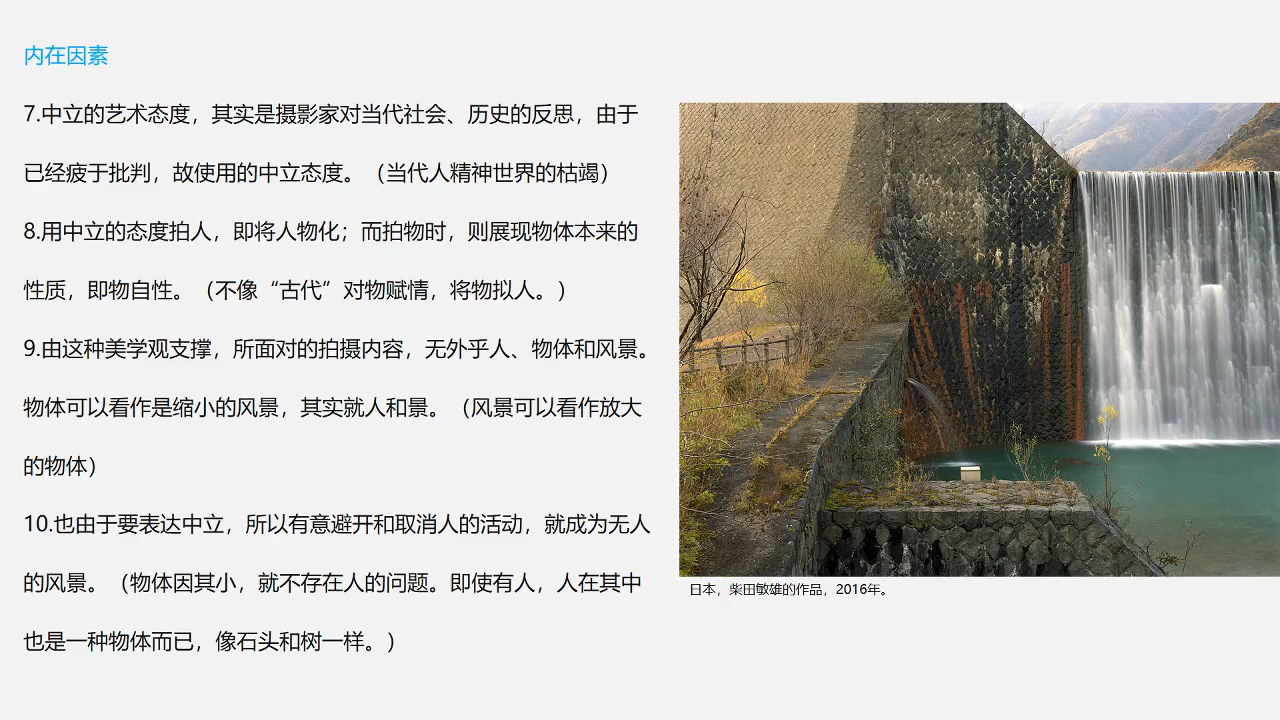 内在因素
7.中立的艺术态度，其实是摄影家对当代社会、历史的反思，由于
已经疲于批判，故使用的中立态度。（当代人精神世界的枯竭）
8.用中立的态度拍人，即将人物化；而拍物时，则展现物体本来的
性质，即物自性。（不像“古代”对物赋情，将物拟人。）
9.由这种美学观支撑，所面对的拍摄内容，无外乎人、物体和风景。
物体可以看作是缩小的风景，其实就人和景。（风景可以看作放大
的物体）
10.也由于要表达中立，所以有意避开和取消人的活动，就成为无人
的风景。（物体因其小，就不存在人的问题。即使有人，人在其中
也是一种物体而已，像石头和树一样。）
日本，柴田敏雄的作品，2016年。